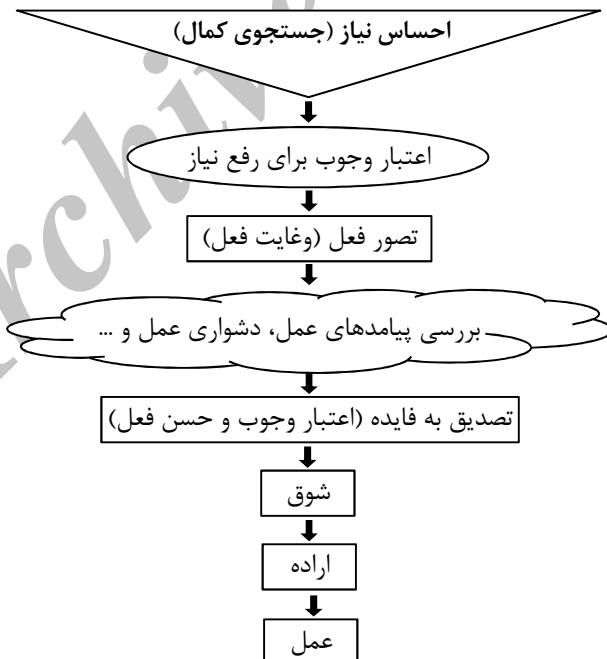 احساس نیاز (جستجوی کمال)
اعتبار وجوب برای رفع نیاز
تصور فعل (وغایت فعل)
بررسی پیامدهای عمل، دشواری عمل و ...
تصدیق به فایده (اعتبار وجوب و حسن فعل)
شوق
اراده
عمل
Archive